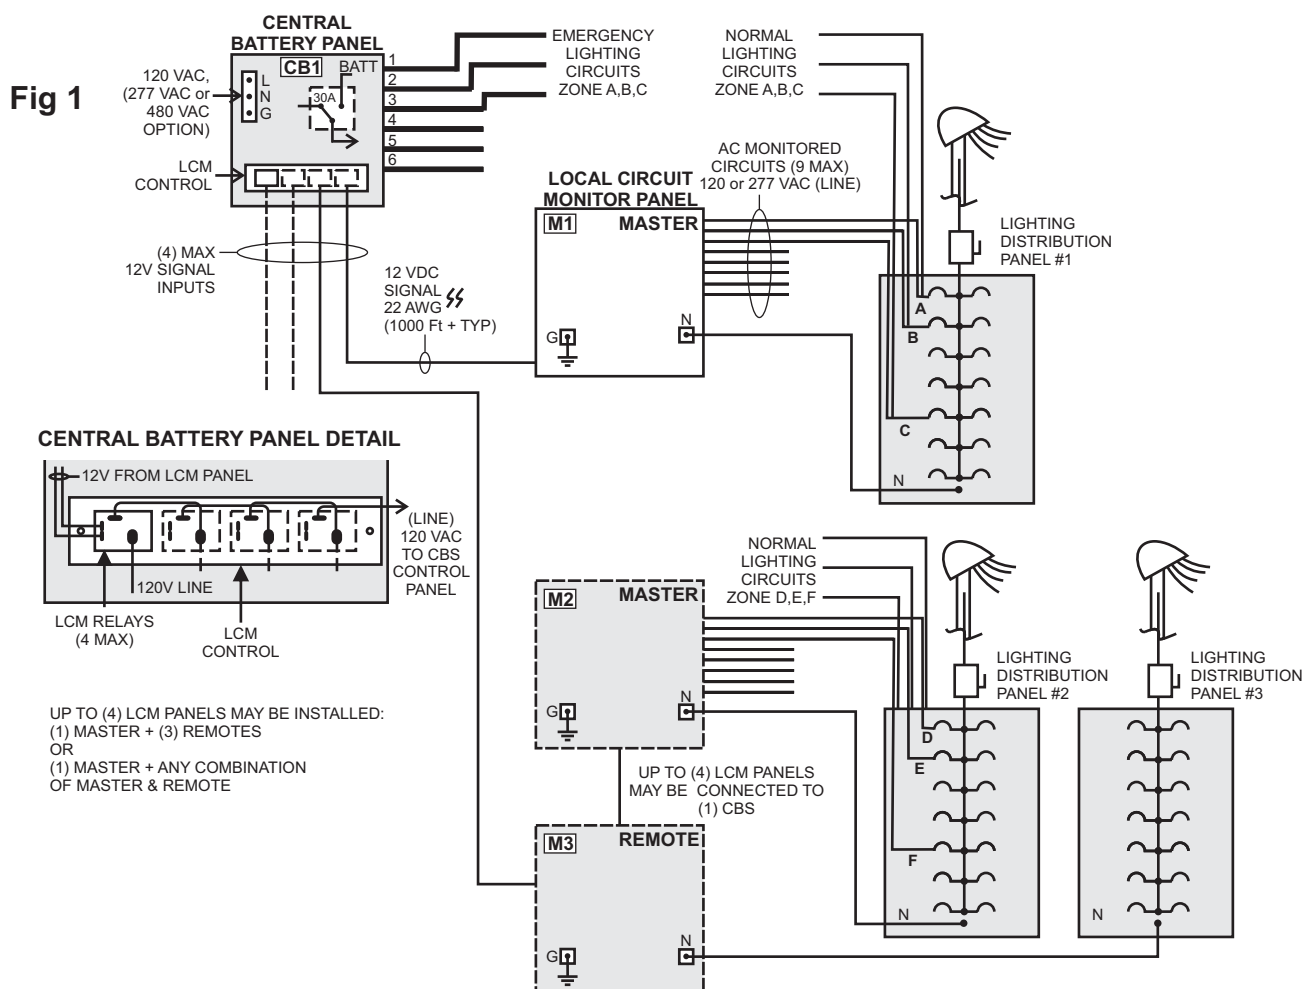 Fig 1
CENTRAL
BATTERY PANEL
CB1
BATT
30A
L
N
G
120 VAC,
(277 VAC or
480 VAC
OPTION)
LCM
CONTROL
1
2
3
4
5
6
EMERGENCY
LIGHTING
CIRCUITS
ZONE A,B,C
NORMAL
LIGHTING
CIRCUITS
ZONE A,B,C
(4) MAX
12V SIGNAL
INPUTS
12 VDC
SIGNAL
22 AWG
(1000 Ft + TYP)
LOCAL CIRCUIT
MONITOR PANEL
M1
MASTER
G
N
AC MONITORED
CIRCUITS (9 MAX)
120 or 277 VAC (LINE)
LIGHTING
DISTRIBUTION
PANEL #1
A
B
C
N
CENTRAL BATTERY PANEL DETAIL
12V FROM LCM PANEL
120V LINE
(LINE)
120 VAC
TO CBS
CONTROL
PANEL
LCM RELAYS
(4 MAX)
LCM
CONTROL
UP TO (4) LCM PANELS MAY BE INSTALLED:
(1) MASTER + (3) REMOTES
OR
(1) MASTER + ANY COMBINATION
OF MASTER & REMOTE
M2
MASTER
G
N
NORMAL
LIGHTING
CIRCUITS
ZONE D,E,F
LIGHTING
DISTRIBUTION
PANEL #2
D
E
F
N
LIGHTING
DISTRIBUTION
PANEL #3
N
UP TO (4) LCM PANELS
MAY BE CONNECTED TO
(1) CBS
M3
REMOTE
G
N